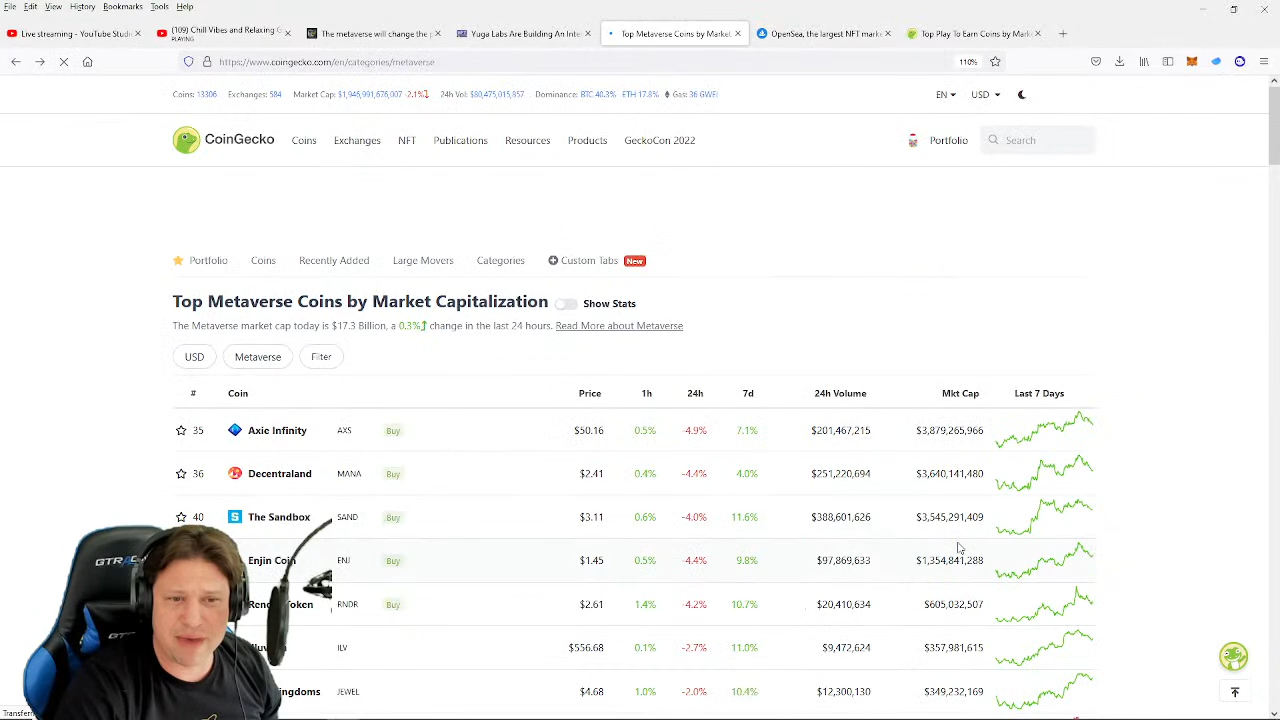 File Edit View History Bookmarks Tools Help
Live streaming - YouTube Studi
(109) Chill Vibes and Relaxing G
PLAYING
The metaverse will change the p
Yuga Labs Are Building An Inte
Top Metaverse Coins by Market
OpenSea, the largest NFT marke
Top Play To Earn Coins by Mark
https://www.coingecko.com/en/categories/metaverse 110%
Coins: 13306 Exchanges: 584 Market Cap: $1,946,991,676,007 -2.1% 24h Vol: $80,475,015,857 Dominance: BTC 40.3% ETH 17.8% Gas: 36 GWEI EN USD
CoinGecko Coins Exchanges NFT Publications Resources Products GeckoCon 2022 Portfolio Search
Portfolio Coins Recently Added Large Movers Categories Custom Tabs New
Top Metaverse Coins by Market Capitalization Show Stats
The Metaverse market cap today is $17.3 Billion, a 0.3% change in the last 24 hours. Read More about Metaverse
USD Metaverse Filter
# Coin Price 1h 24h 7d 24h Volume Mkt Cap Last 7 Days
35 Axie Infinity AXS Buy $50.16 0.5% -4.9% 7.1% $201,467,215 $3,879,265,966
36 Decentraland MANA Buy $2.41 0.4% -4.4% 4.0% $251,220,694 $3,640,141,480
40 The Sandbox SAND Buy $3.11 0.6% -4.0% 11.6% $388,601,626 $3,345,291,409
Enjin Coin ENJ Buy $1.45 0.5% -4.4% 9.8% $97,869,633 $1,354,841,288
Token RNDR Buy $2.61 1.4% -4.2% 10.7% $20,410,634 $605,022,507
ILV $556.68 0.1% -2.7% 11.0% $9,472,624 $357,981,615
ngdoms JEWEL $4.68 1.0% -2.0% 10.4% $12,300,130 $349,232,169